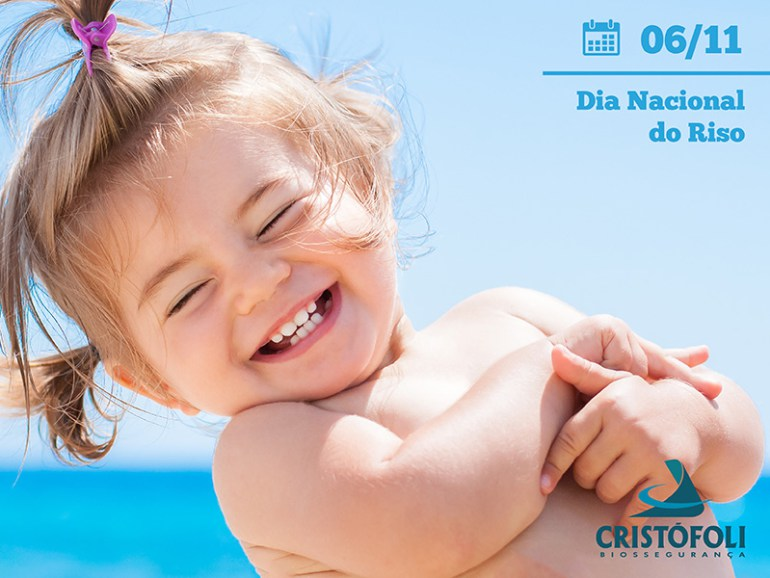 06/11
Dia Nacional
do Riso
CRISTÓFOLI
BIOSSEGURANÇA